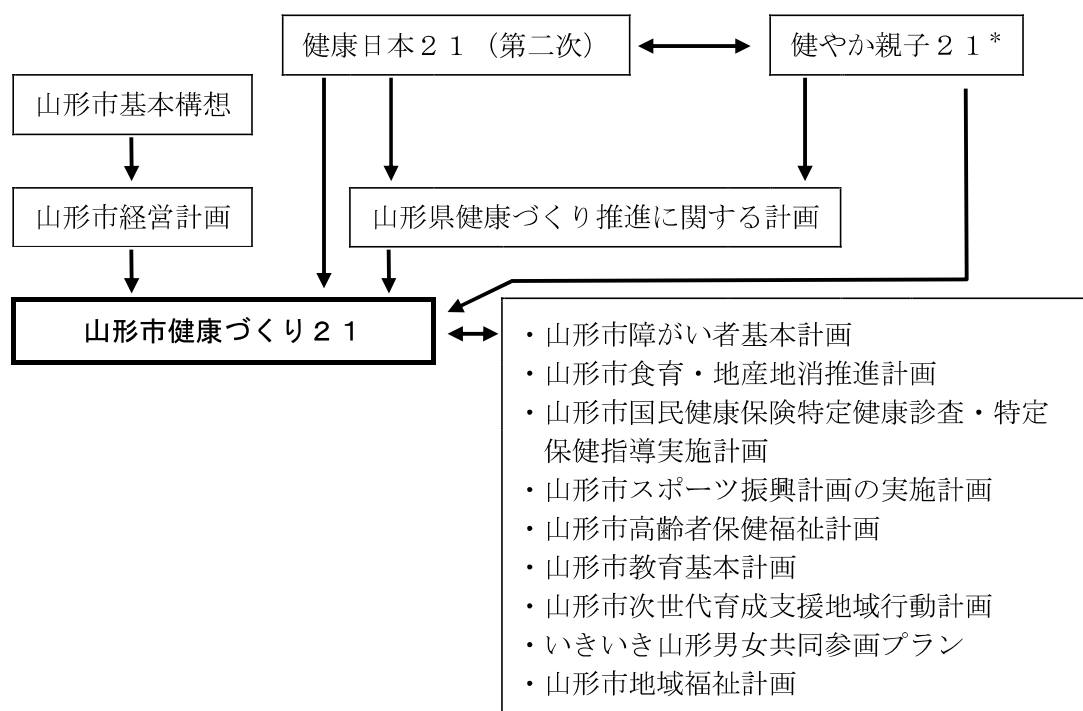 健康日本２１（第二次）
健やか親子２１*
山形市基本構想
山形市経営計画
山形県健康づくり推進に関する計画
山形市健康づくり２１
・山形市障がい者基本計画
・山形市食育・地産地消推進計画
・山形市国民健康保険特定健康診査・特定
保健指導実施計画
・山形市スポーツ振興計画の実施計画
・山形市高齢者保健福祉計画
・山形市教育基本計画
・山形市次世代育成支援地域行動計画
・いきいき山形男女共同参画プラン
・山形市地域福祉計画